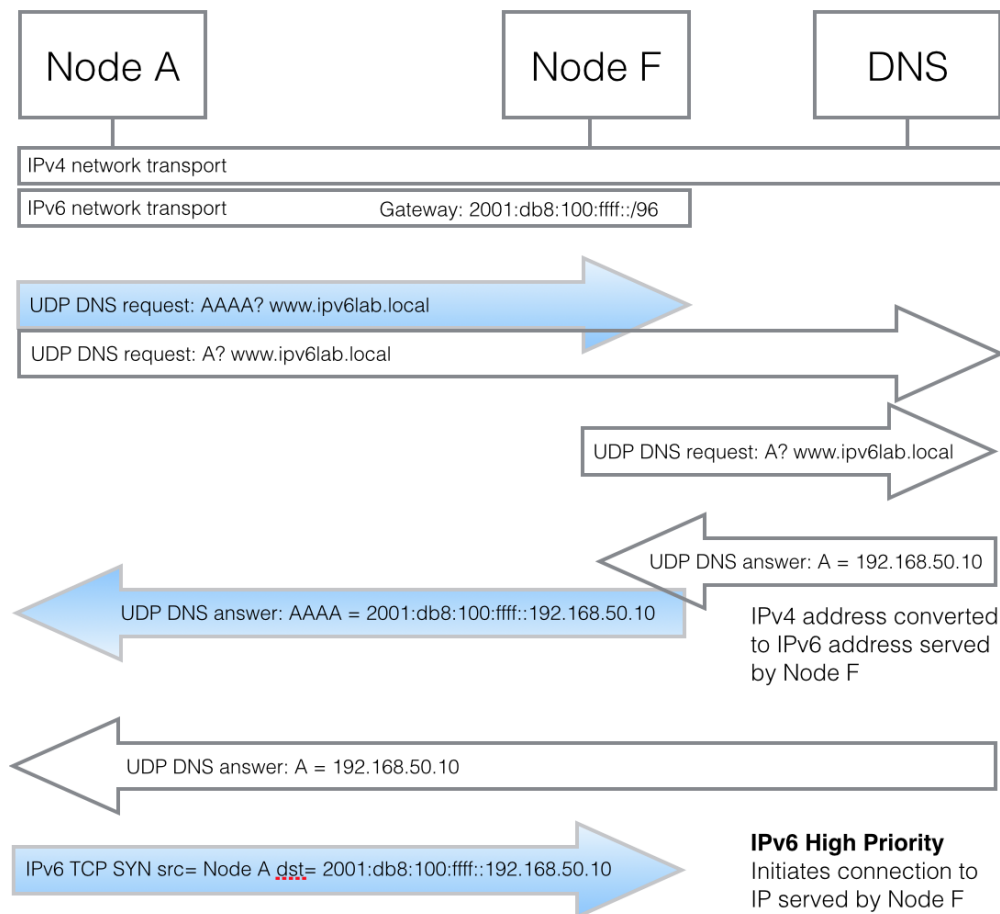 Node A
Node F
DNS
IPv4 network transport
IPv6 network transport
Gateway: 2001:db8:100:ffff::/96
UDP DNS request: AAAA? www.ipv6lab.local
UDP DNS request: A? www.ipv6lab.local
UDP DNS request: A? www.ipv6lab.local
UDP DNS answer: A = 192.168.50.10
UDP DNS answer: AAAA = 2001:db8:100:ffff::192.168.50.10
IPv4 address converted
to IPv6 address served
by Node F
UDP DNS answer: A = 192.168.50.10
IPv6 TCP SYN src= Node A dst= 2001:db8:100:ffff::192.168.50.10
IPv6 High Priority
Initiates connection to
IP served by Node F